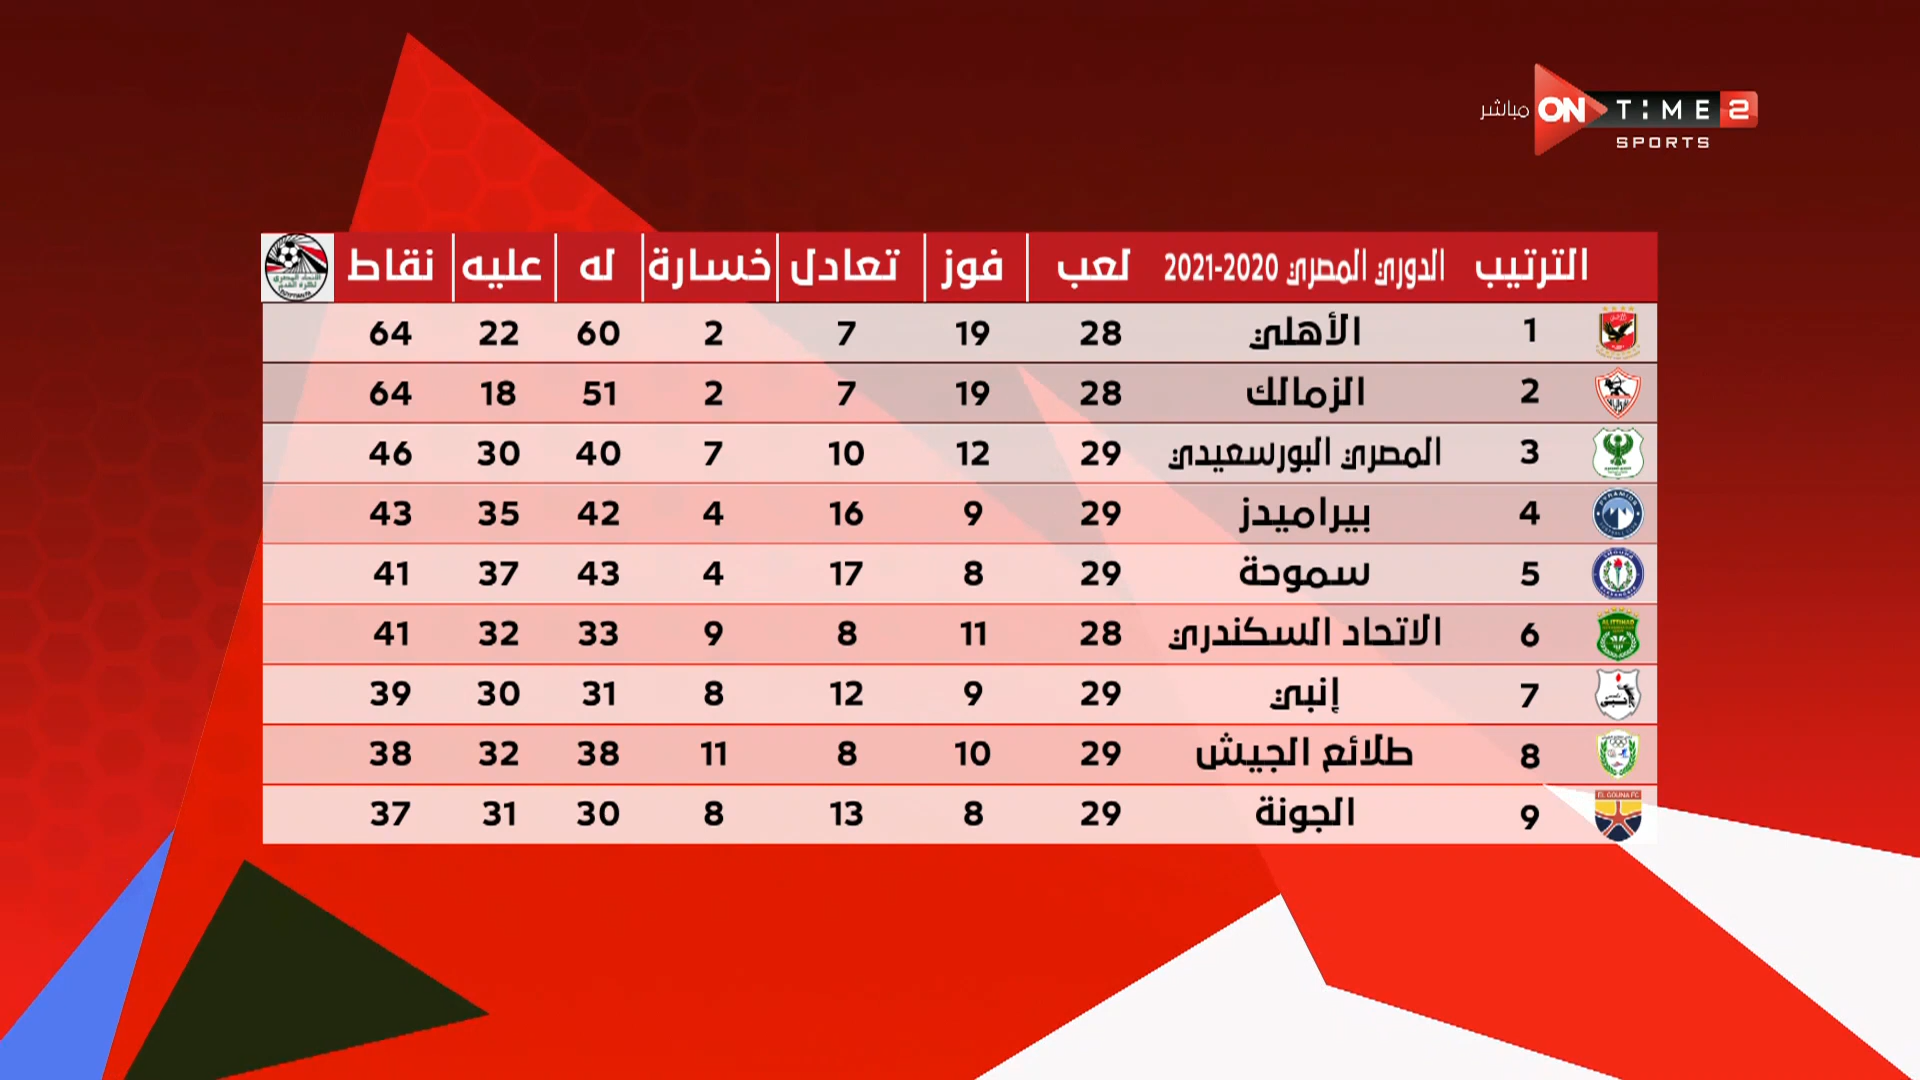 مباشر ON TIME 2
SPORTS
الترتيب الدوري المصري 2020-2021 لعب فوز تعادل خسارة له عليه نقاط
1 الأهلي 28 19 7 2 60 22 64
2 الزمالك 28 19 7 2 51 18 64
3 المصري البورسعيدي 29 12 10 7 40 30 46
4 بيراميدز 29 9 16 4 42 35 43
5 سموحة 29 8 17 4 43 37 41
6 الاتحاد السكندري 28 11 8 9 33 32 41
7 إنبي 29 9 12 8 31 30 39
8 طلائع الجيش 29 10 8 11 38 32 38
9 الجونة 29 8 13 8 30 31 37
EL GOUNA FC